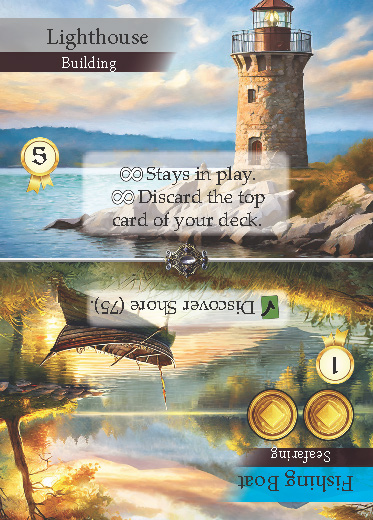 Lighthouse
Building
5
Stays in play.
Discard the top
card of your deck.
Fishing Boat
Seafaring
1
Discover Shore (75).